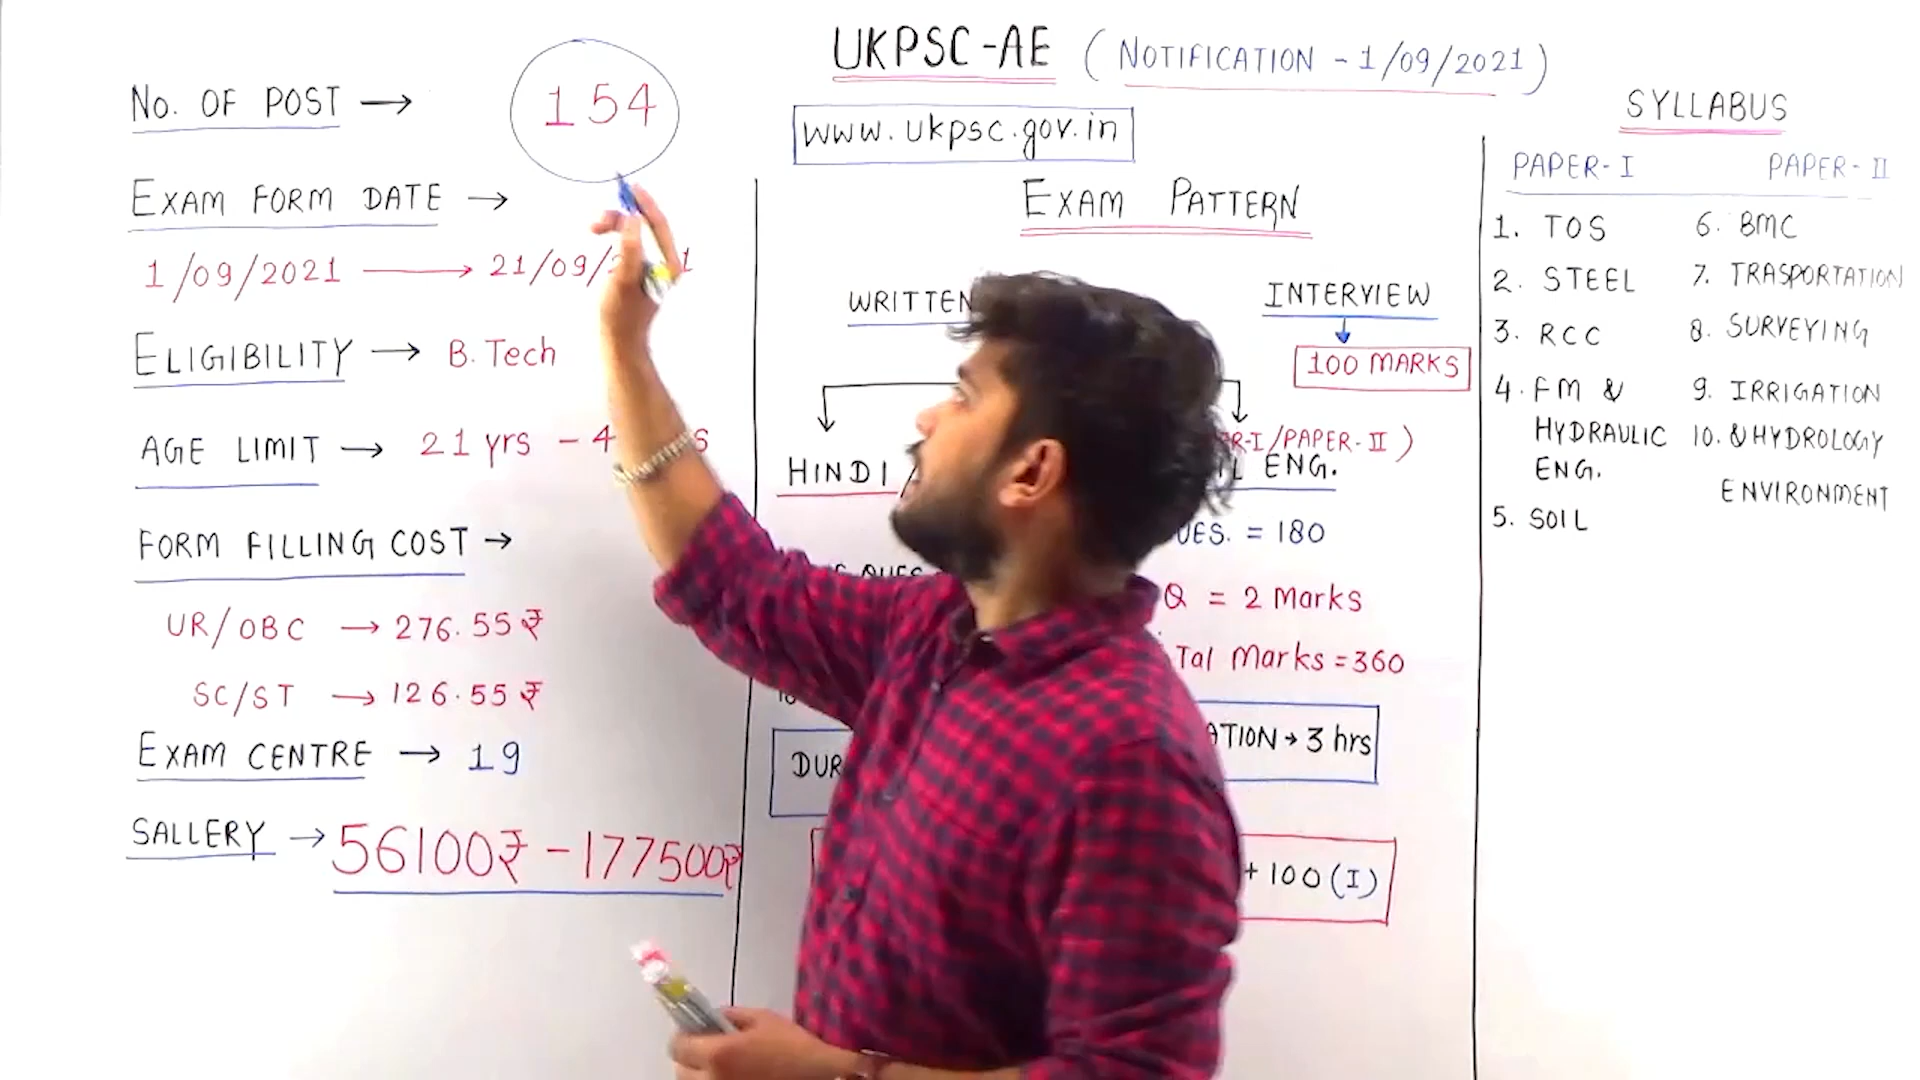 UKPSC-AE (NOTIFICATION - 1/09/2021)
www.ukpsc.gov.in
No. OF POST → 154
EXAM FORM DATE →
1/09/2021 → 21/09/
ELIGIBILITY → B. Tech
AGE LIMIT → 21 yrs - 4
FORM FILLING COST →
UR/OBC → 276.55 ₹
SC/ST → 126.55 ₹
EXAM CENTRE → 19
SALLERY → 56100₹ - 177500₹
EXAM PATTERN
WRITTEN
INTERVIEW
100 MARKS
/PAPER-II )
HINDI /
ENG.
= 180
Q = 2 Marks
Marks = 360
→ 3 hrs
+ 100 (I)
SYLLABUS
PAPER-I PAPER-II
1. TOS
2. STEEL
3. RCC
4. FM &
HYDRAULIC
ENG.
5. SOIL
6. BMC
7. TRASPORTATION
8. SURVEYING
9. IRRIGATION
10. & HYDROLOGY
ENVIRONMENT